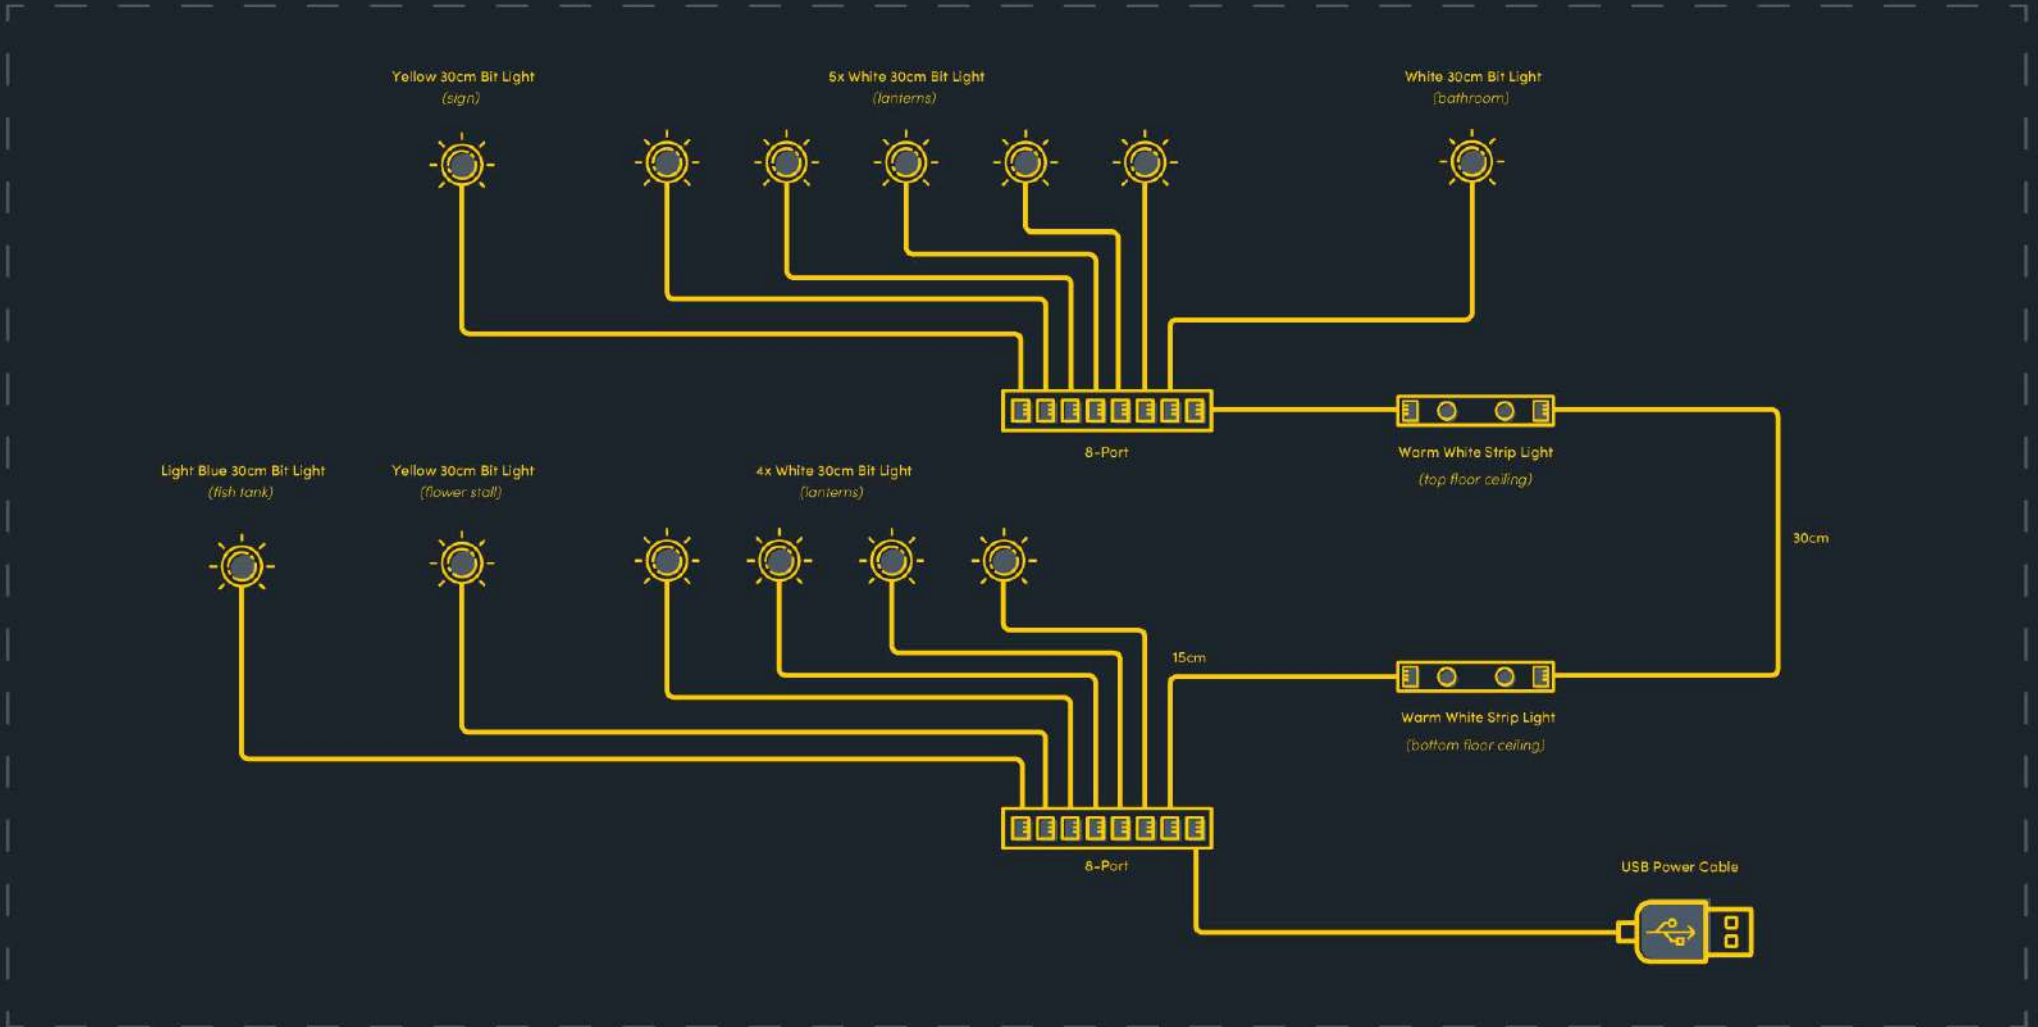 Yellow 30cm Bit Light
(sign)
5x White 30cm Bit Light
(lanterns)
White 30cm Bit Light
(bathroom)
8-Port
Warm White Strip Light
(top floor ceiling)
Light Blue 30cm Bit Light
(fish tank)
Yellow 30cm Bit Light
(flower stall)
4x White 30cm Bit Light
(lanterns)
30cm
15cm
Warm White Strip Light
(bottom floor ceiling)
8-Port
USB Power Cable